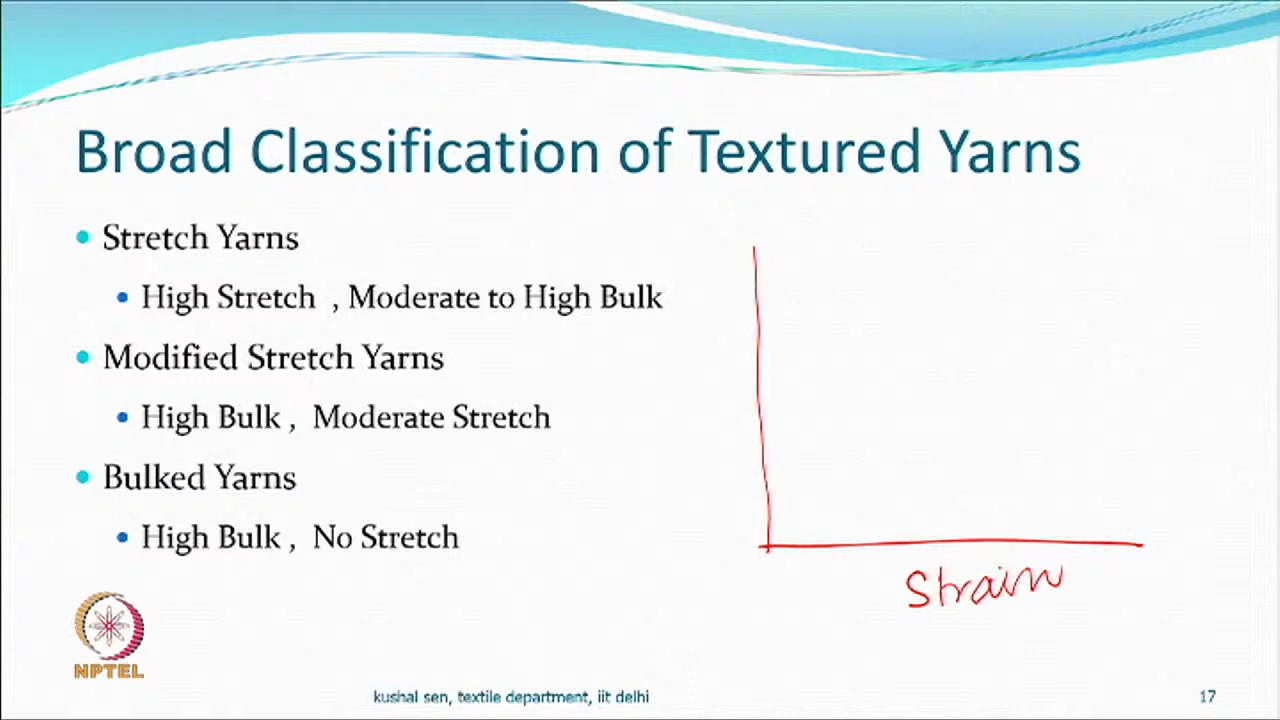 Broad Classification of Textured Yarns
• Stretch Yarns
• High Stretch , Moderate to High Bulk
• Modified Stretch Yarns
• High Bulk , Moderate Stretch
• Bulked Yarns
• High Bulk , No Stretch
Strain
NPTEL
kushal sen, textile department, iit delhi
17